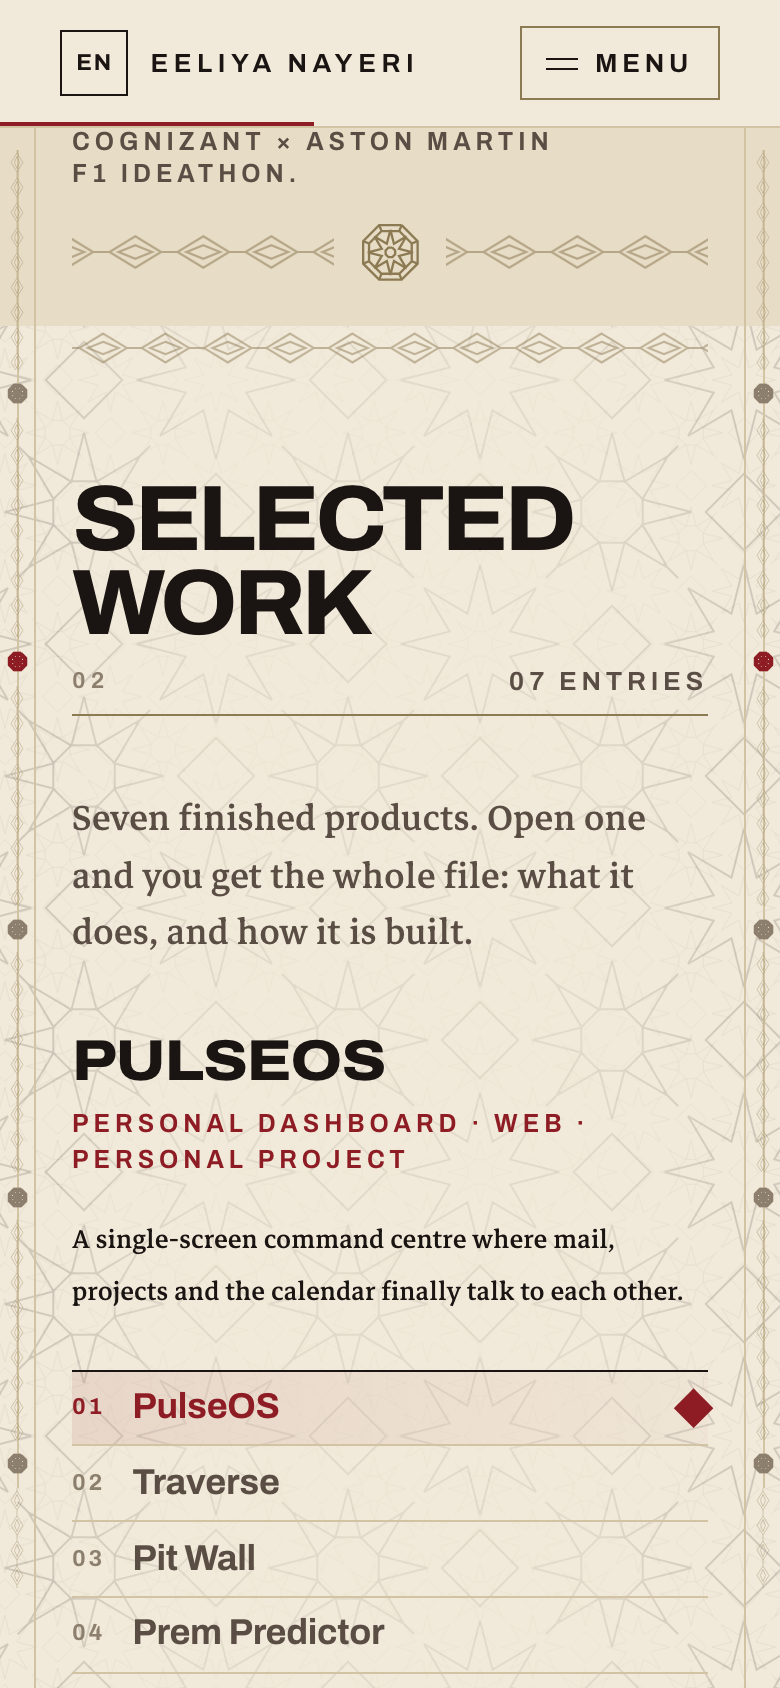 EN EELIYA NAYERI MENU
COGNIZANT × ASTON MARTIN
F1 IDEATHON.
SELECTED
WORK
02 07 ENTRIES
Seven finished products. Open one
and you get the whole file: what it
does, and how it is built.
PULSEOS
PERSONAL DASHBOARD · WEB ·
PERSONAL PROJECT
A single-screen command centre where mail,
projects and the calendar finally talk to each other.
01 PulseOS
02 Traverse
03 Pit Wall
04 Prem Predictor